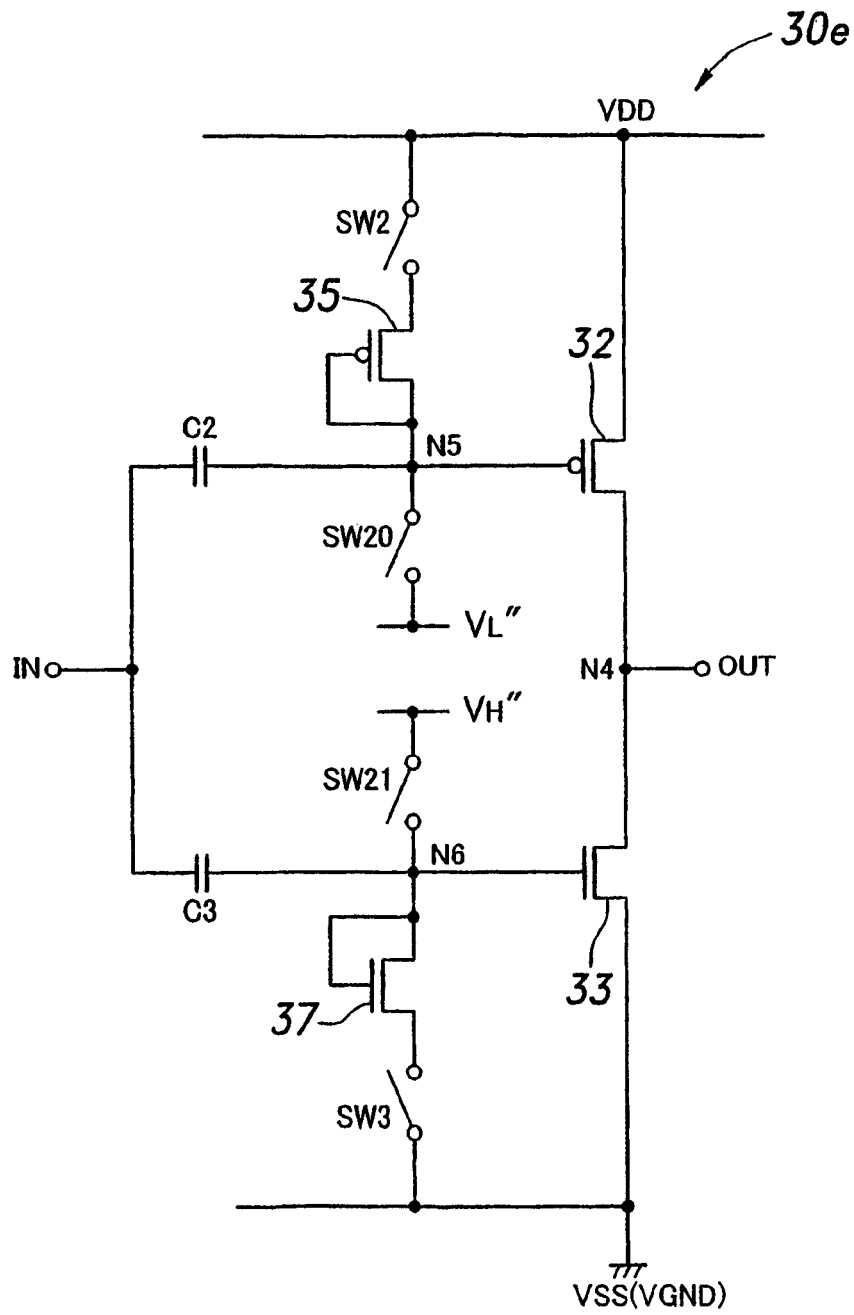 30e
VDD
SW2
35
32
C2
N5
SW20
VL″
IN
N4
OUT
VH″
SW21
N6
C3
37
33
SW3
VSS(VGND)